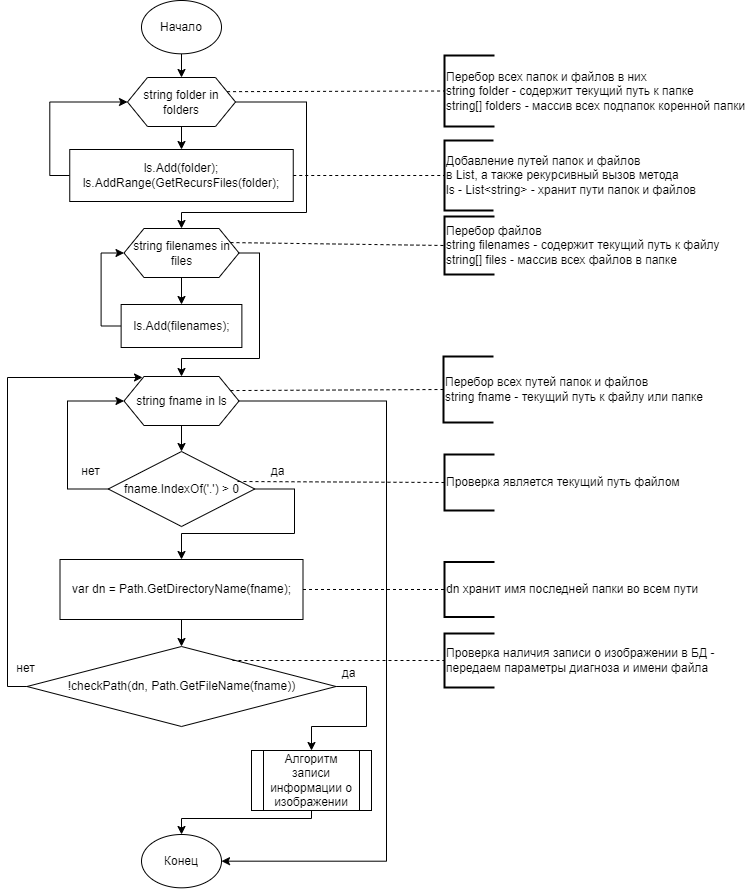 Начало
string folder in
folders
Перебор всех папок и файлов в них
string folder - содержит текущий путь к папке
string[] folders - массив всех подпапок коренной папки
ls.Add(folder);
ls.AddRange(GetRecursFiles(folder);
Добавление путей папок и файлов
в List, а также рекурсивный вызов метода
ls - List<string> - хранит пути папок и файлов
string filenames in
files
Перебор файлов
string filenames - содержит текущий путь к файлу
string[] files - массив всех файлов в папке
ls.Add(filenames);
string fname in ls
Перебор всех путей папок и файлов
string fname - текущий путь к файлу или папке
нет
да
fname.IndexOf('.') > 0
Проверка является текущий путь файлом
var dn = Path.GetDirectoryName(fname);
dn хранит имя последней папки во всем пути
нет
да
!checkPath(dn, Path.GetFileName(fname))
Проверка наличия записи о изображении в БД -
передаем параметры диагноза и имени файла
Алгоритм
записи
информации о
изображении
Конец